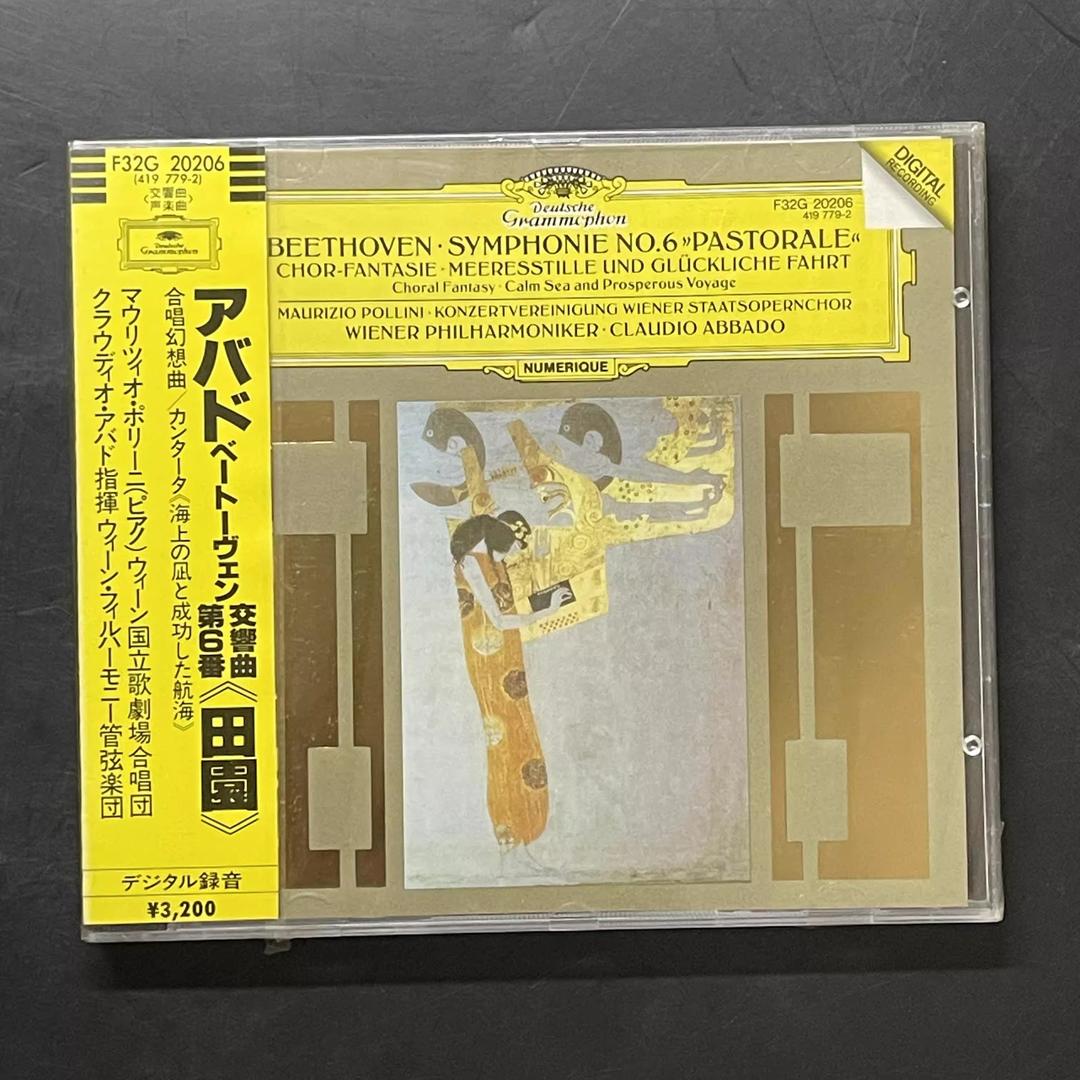 F32G 20206
(419 779-2)
交響曲
声楽曲
Deutsche
Grammophon
アバド ベートーヴェン 交響曲
第6番《田園》
合唱幻想曲/カンタータ《海上の凪と成功した航海》
マウリツィオ・ポリーニ(ピアノ) ウィーン国立歌劇場合唱団
クラウディオ・アバド指揮 ウィーン・フィルハーモニー管弦楽団
デジタル録音
¥3,200
Deutsche
Grammophon
F32G 20206
419 779-2
DIGITAL
RECORDING
BEETHOVEN · SYMPHONIE NO.6 »PASTORALE«
CHOR-FANTASIE · MEERESSTILLE UND GLÜCKLICHE FAHRT
Choral Fantasy · Calm Sea and Prosperous Voyage
MAURIZIO POLLINI · KONZERTVEREINIGUNG WIENER STAATSOPERNCHOR
WIENER PHILHARMONIKER · CLAUDIO ABBADO
NUMERIQUE